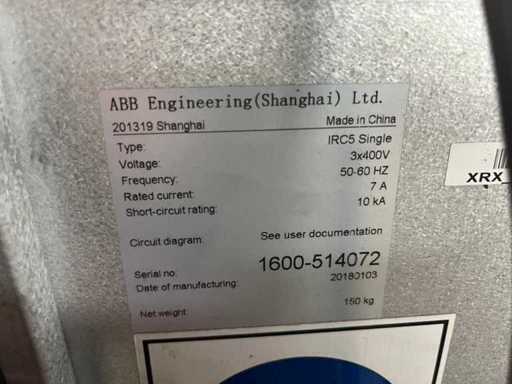 ABB Engineering(Shanghai) Ltd.
201319 Shanghai Made in China
Type: IRC5 Single
Voltage: 3x400V
Frequency: 50-60 HZ
Rated current: 7 A
Short-circuit rating: 10 kA
Circuit diagram: See user documentation
Serial no: 1600-514072
Date of manufacturing: 20180103
Net weight 150 kg
XRX